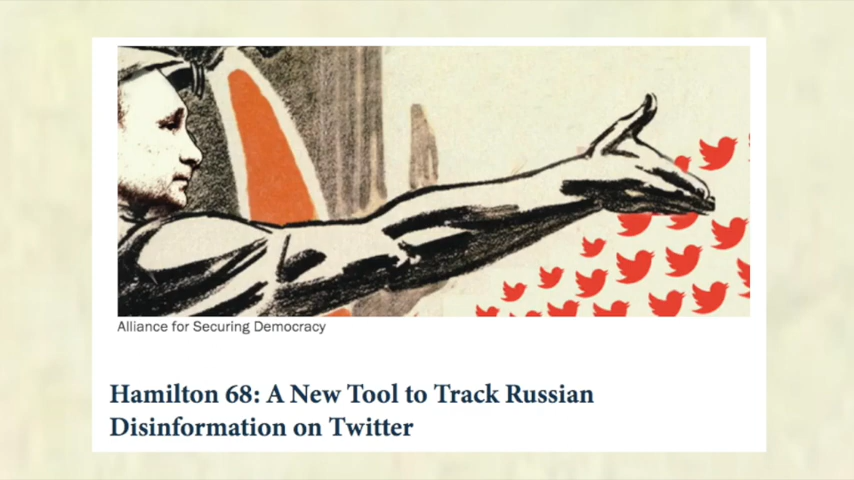 Alliance for Securing Democracy
Hamilton 68: A New Tool to Track Russian
Disinformation on Twitter